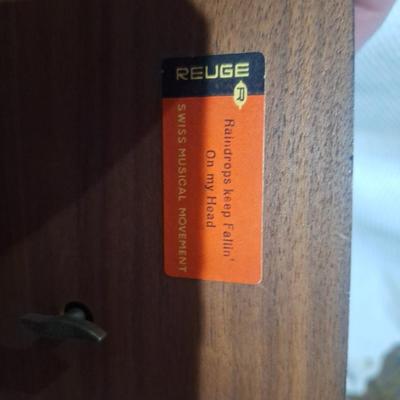 REUGE
R
Raindrops keep Fallin'
On my Head
SWISS MUSICAL MOVEMENT